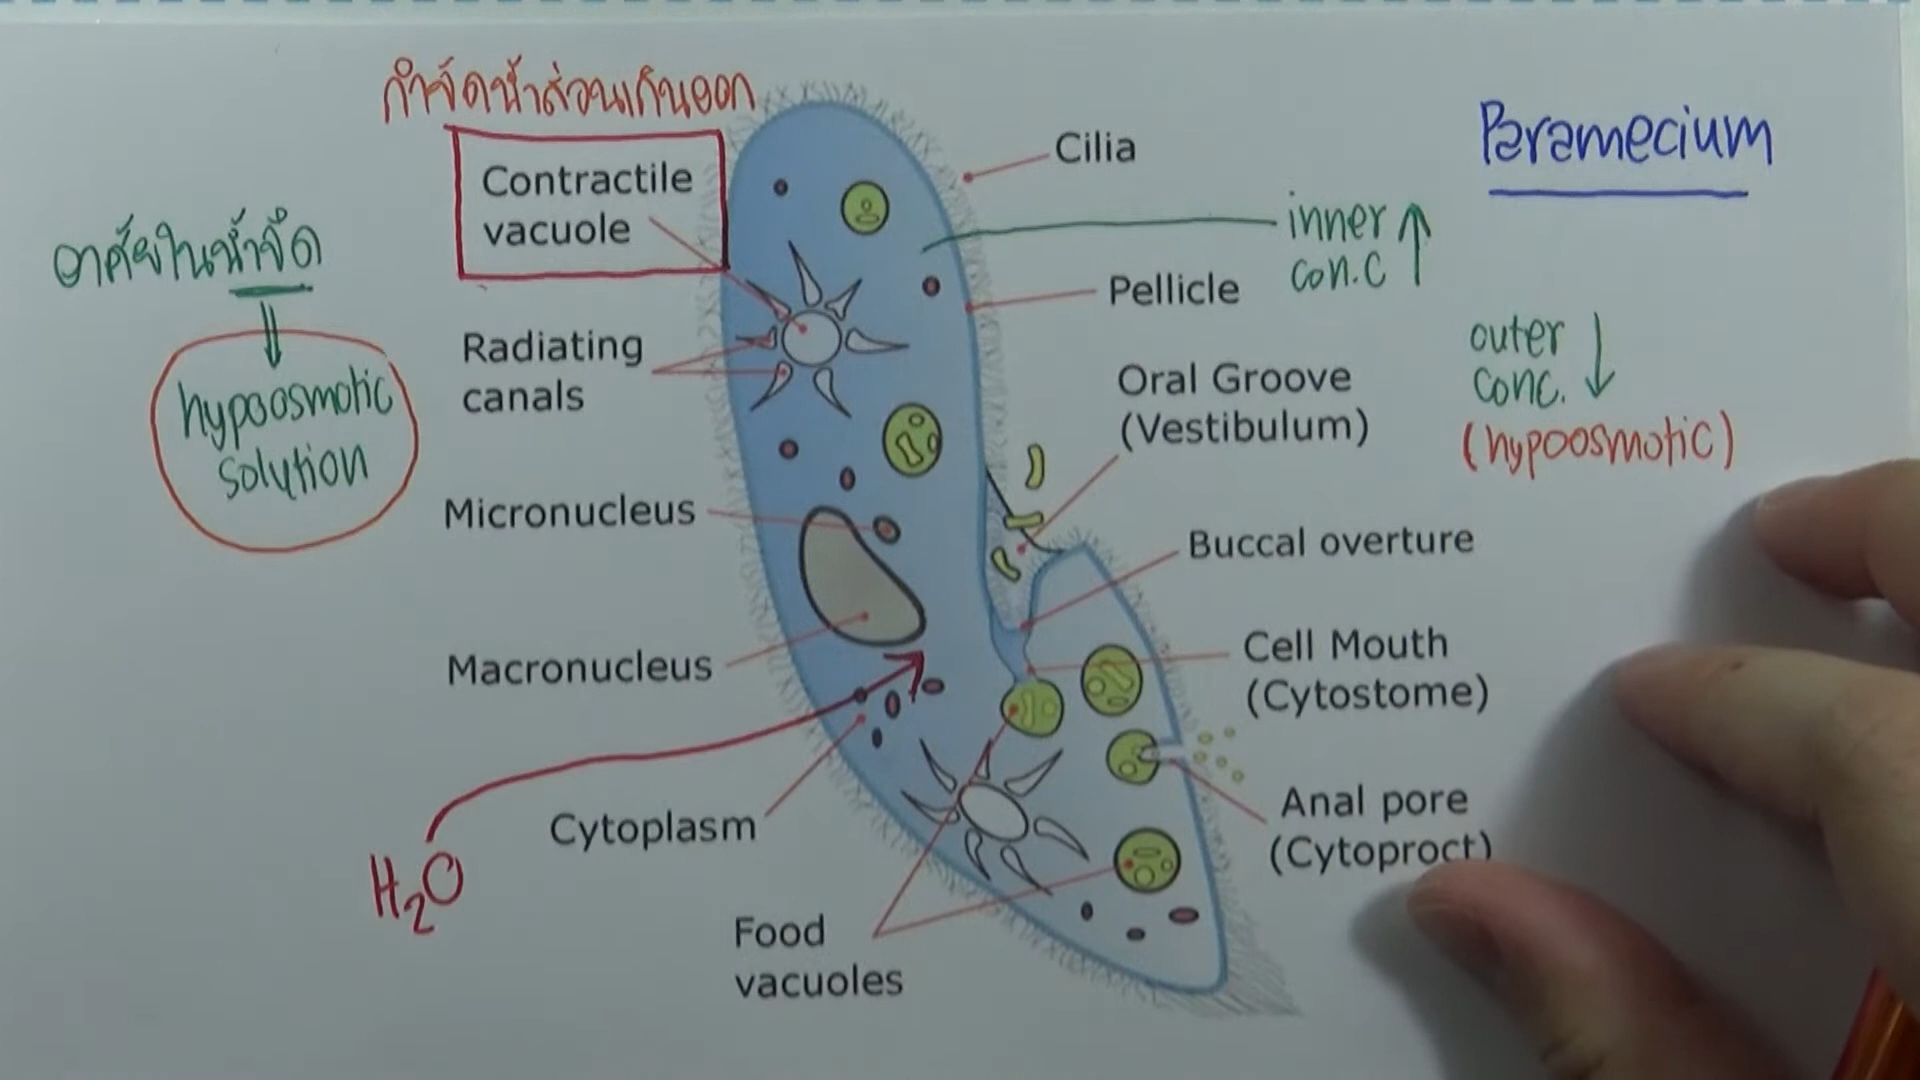 กำจัดน้ำส่วนเกินออก
Contractile
vacuole
Cilia
Paramecium
อาศัยในน้ำจืด
inner
con.c
Pellicle
hypoosmotic
solution
Radiating
canals
outer
conc.
(hypoosmotic)
Oral Groove
(Vestibulum)
Micronucleus
Buccal overture
Macronucleus
Cell Mouth
(Cytostome)
Cytoplasm
Anal pore
(Cytoproct)
H₂O
Food
vacuoles